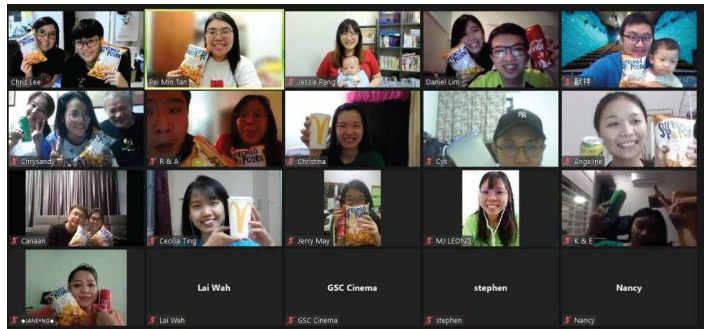 Chris Lee
Pei Min Tan
Jessie Pang
Daniel Lim
献祥
Chrysandy
R & A
Christina
Cyk
Angeline
Canaan
Cecilia Ting
Jerry May
MJ LEONG
K & E
●JANE•NG●
Lai Wah
Lai Wah
GSC Cinema
GSC Cinema
stephen
stephen
Nancy
Nancy